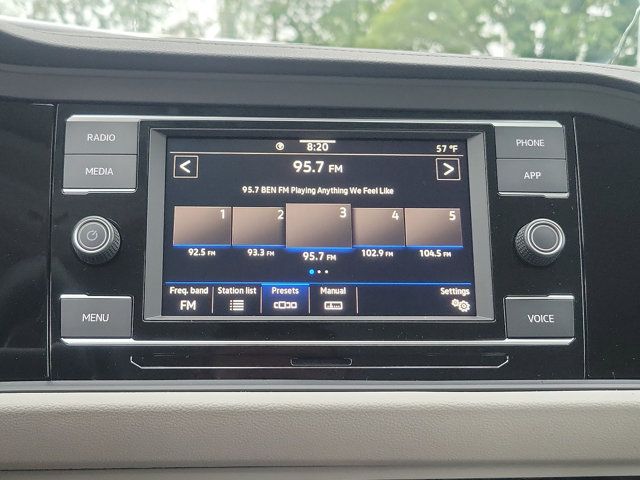 RADIO
MEDIA
MENU
8:20
57 °F
<
95.7 FM
>
95.7 BEN FM Playing Anything We Feel Like
1 2 3 4 5
92.5 FM 93.3 FM 95.7 FM 102.9 FM 104.5 FM
Freq. band Station list Presets Manual Settings
FM
PHONE
APP
VOICE